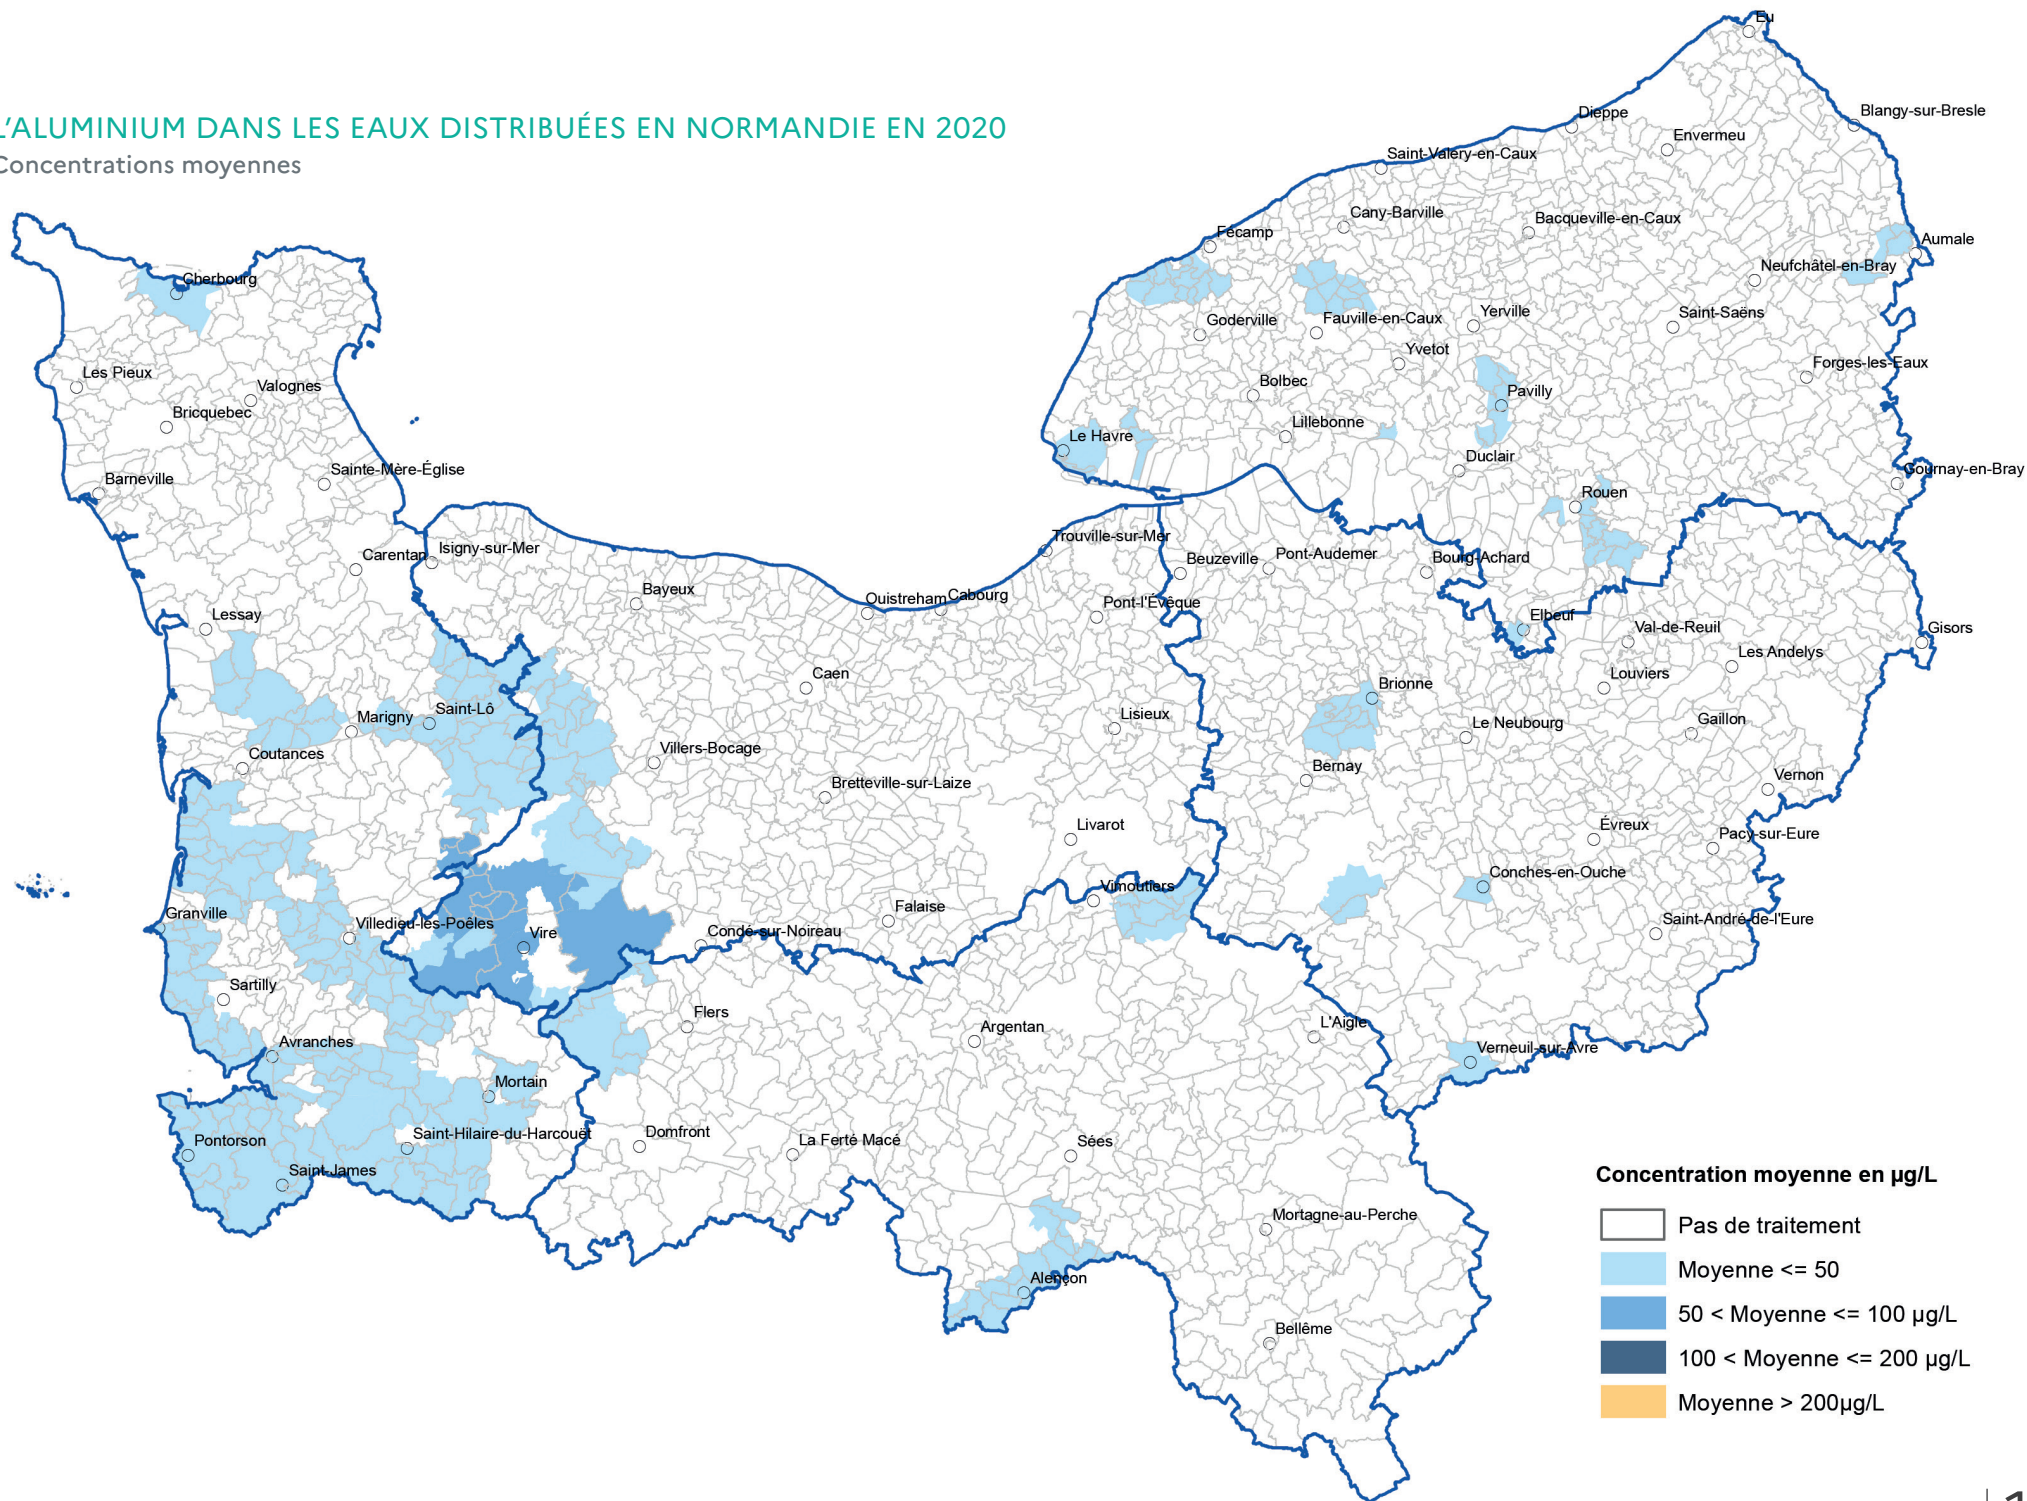 L'ALUMINIUM DANS LES EAUX DISTRIBUÉES EN NORMANDIE EN 2020
Concentrations moyennes
Eu
Dieppe
Blangy-sur-Bresle
Envermeu
Saint-Valery-en-Caux
Cany-Barville
Bacqueville-en-Caux
Fécamp
Aumale
Neufchâtel-en-Bray
Cherbourg
Goderville
Fauville-en-Caux
Yerville
Saint-Saëns
Yvetot
Forges-les-Eaux
Les Pieux
Valognes
Bolbec
Pavilly
Bricquebec
Lillebonne
Le Havre
Duclair
Sainte-Mère-Église
Gournay-en-Bray
Barneville
Rouen
Trouville-sur-Mer
Carentan
Isigny-sur-Mer
Beuzeville
Pont-Audemer
Bourg-Achard
Bayeux
Ouistreham
Cabourg
Pont-l'Évêque
Lessay
Elbeuf
Val-de-Reuil
Gisors
Les Andelys
Caen
Louviers
Brionne
Marigny
Saint-Lô
Lisieux
Le Neubourg
Gaillon
Coutances
Villers-Bocage
Bernay
Vernon
Bretteville-sur-Laize
Livarot
Évreux
Pacy-sur-Eure
Conches-en-Ouche
Vimoutiers
Granville
Falaise
Saint-André-de-l'Eure
Villedieu-les-Poêles
Vire
Condé-sur-Noireau
Sartilly
Flers
Argentan
L'Aigle
Avranches
Verneuil-sur-Avre
Mortain
Pontorson
Saint-Hilaire-du-Harcouët
Domfront
La Ferté Macé
Sées
Saint-James
Mortagne-au-Perche
Alençon
Bellême
Concentration moyenne en µg/L
Pas de traitement
Moyenne <= 50
50 < Moyenne <= 100 µg/L
100 < Moyenne <= 200 µg/L
Moyenne > 200µg/L